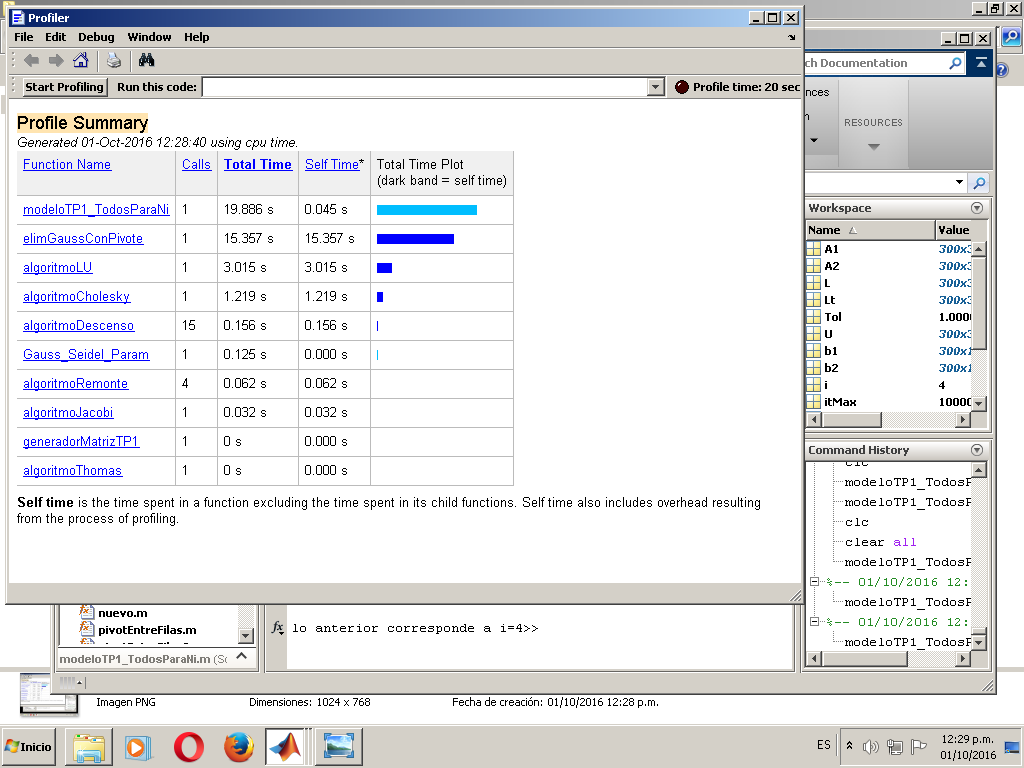 Profiler
File Edit Debug Window Help
Start Profiling Run this code: Profile time: 20 sec
Profile Summary
Generated 01-Oct-2016 12:28:40 using cpu time.
Function Name Calls Total Time Self Time* Total Time Plot
(dark band = self time)
modeloTP1_TodosParaNi 1 19.886 s 0.045 s
elimGaussConPivote 1 15.357 s 15.357 s
algoritmoLU 1 3.015 s 3.015 s
algoritmoCholesky 1 1.219 s 1.219 s
algoritmoDescenso 15 0.156 s 0.156 s
Gauss_Seidel_Param 1 0.125 s 0.000 s
algoritmoRemonte 4 0.062 s 0.062 s
algoritmoJacobi 1 0.032 s 0.032 s
generadorMatrizTP1 1 0 s 0.000 s
algoritmoThomas 1 0 s 0.000 s
Self time is the time spent in a function excluding the time spent in its child functions. Self time also includes overhead resulting
from the process of profiling.
ch Documentation
nces
RESOURCES
Workspace
Name Value
A1 300x3
A2 300x3
L 300x3
Lt 300x3
Tol 1.000
U 300x3
b1 300x1
b2 300x1
i 4
itMax 10000
Command History
clc
modeloTP1_TodosP
modeloTP1_TodosP
clc
clear all
modeloTP1_TodosP
%-- 01/10/2016 12:
modeloTP1_TodosP
%-- 01/10/2016 12:
modeloTP1_TodosP
nuevo.m
pivotEntreFilas.m
modeloTP1_TodosParaNi.m (Sc
fx lo anterior corresponde a i=4>>
Imagen PNG Dimensiones: 1024 x 768 Fecha de creación: 01/10/2016 12:28 p.m.
Inicio ES 12:29 p.m.
01/10/2016